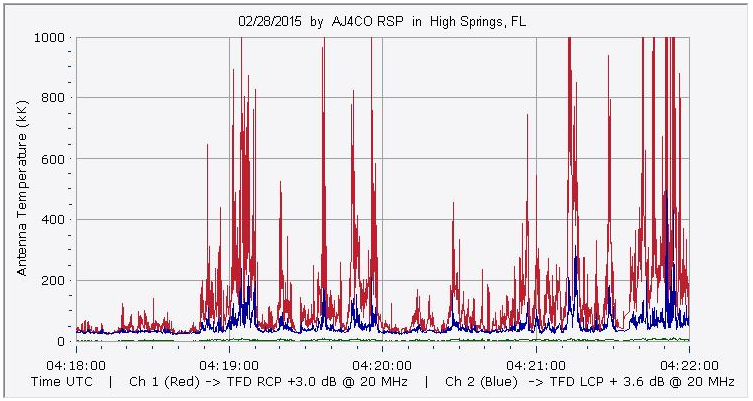 02/28/2015 by AJ4CO RSP in High Springs, FL
Antenna Temperature (kK)
1000
800
600
400
200
0
04:18:00 04:19:00 04:20:00 04:21:00 04:22:00
Time UTC | Ch 1 (Red) -> TFD RCP +3.0 dB @ 20 MHz | Ch 2 (Blue) -> TFD LCP + 3.6 dB @ 20 MHz